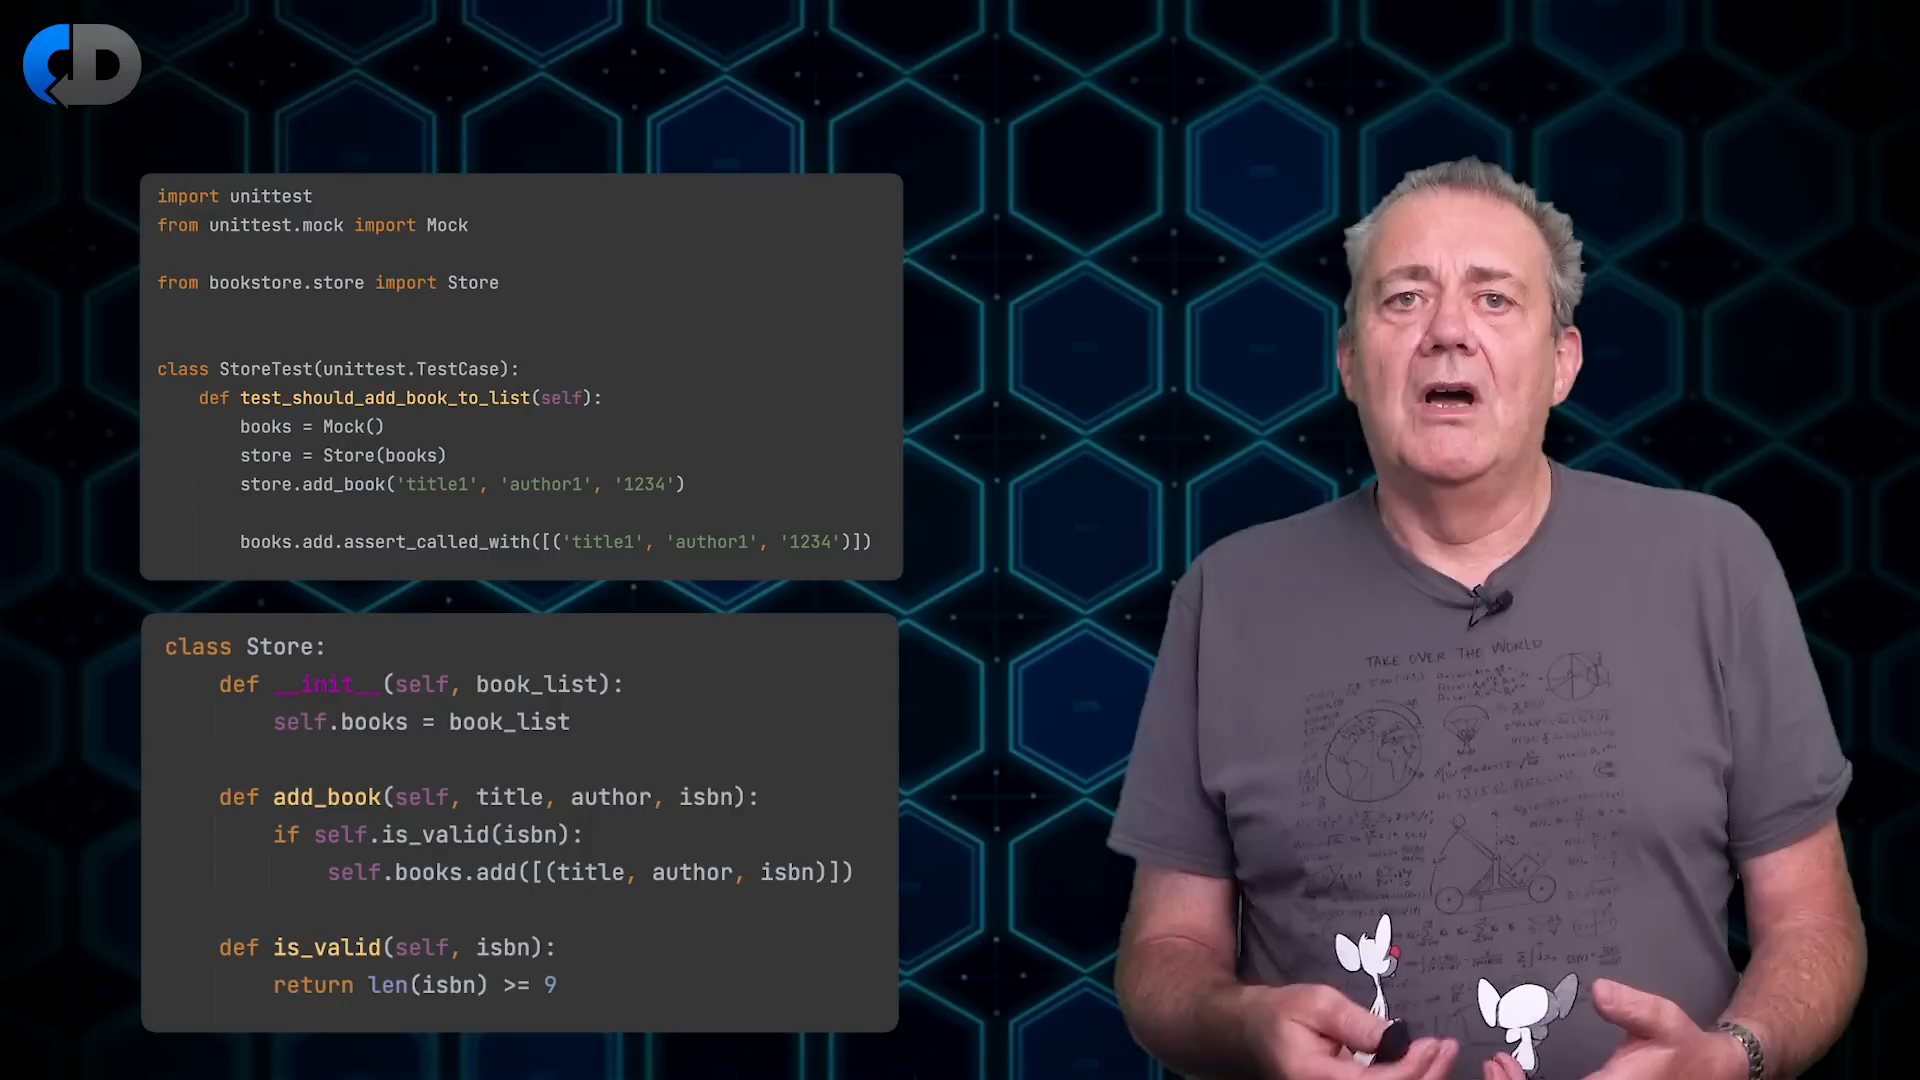 CD
import unittest
from unittest.mock import Mock
from bookstore.store import Store
class StoreTest(unittest.TestCase):
def test_should_add_book_to_list(self):
books = Mock()
store = Store(books)
store.add_book('title1', 'author1', '1234')
books.add.assert_called_with([('title1', 'author1', '1234')])
class Store:
def __init__(self, book_list):
self.books = book_list
def add_book(self, title, author, isbn):
if self.is_valid(isbn):
self.books.add([(title, author, isbn)])
def is_valid(self, isbn):
return len(isbn) >= 9
TAKE OVER THE WORLD